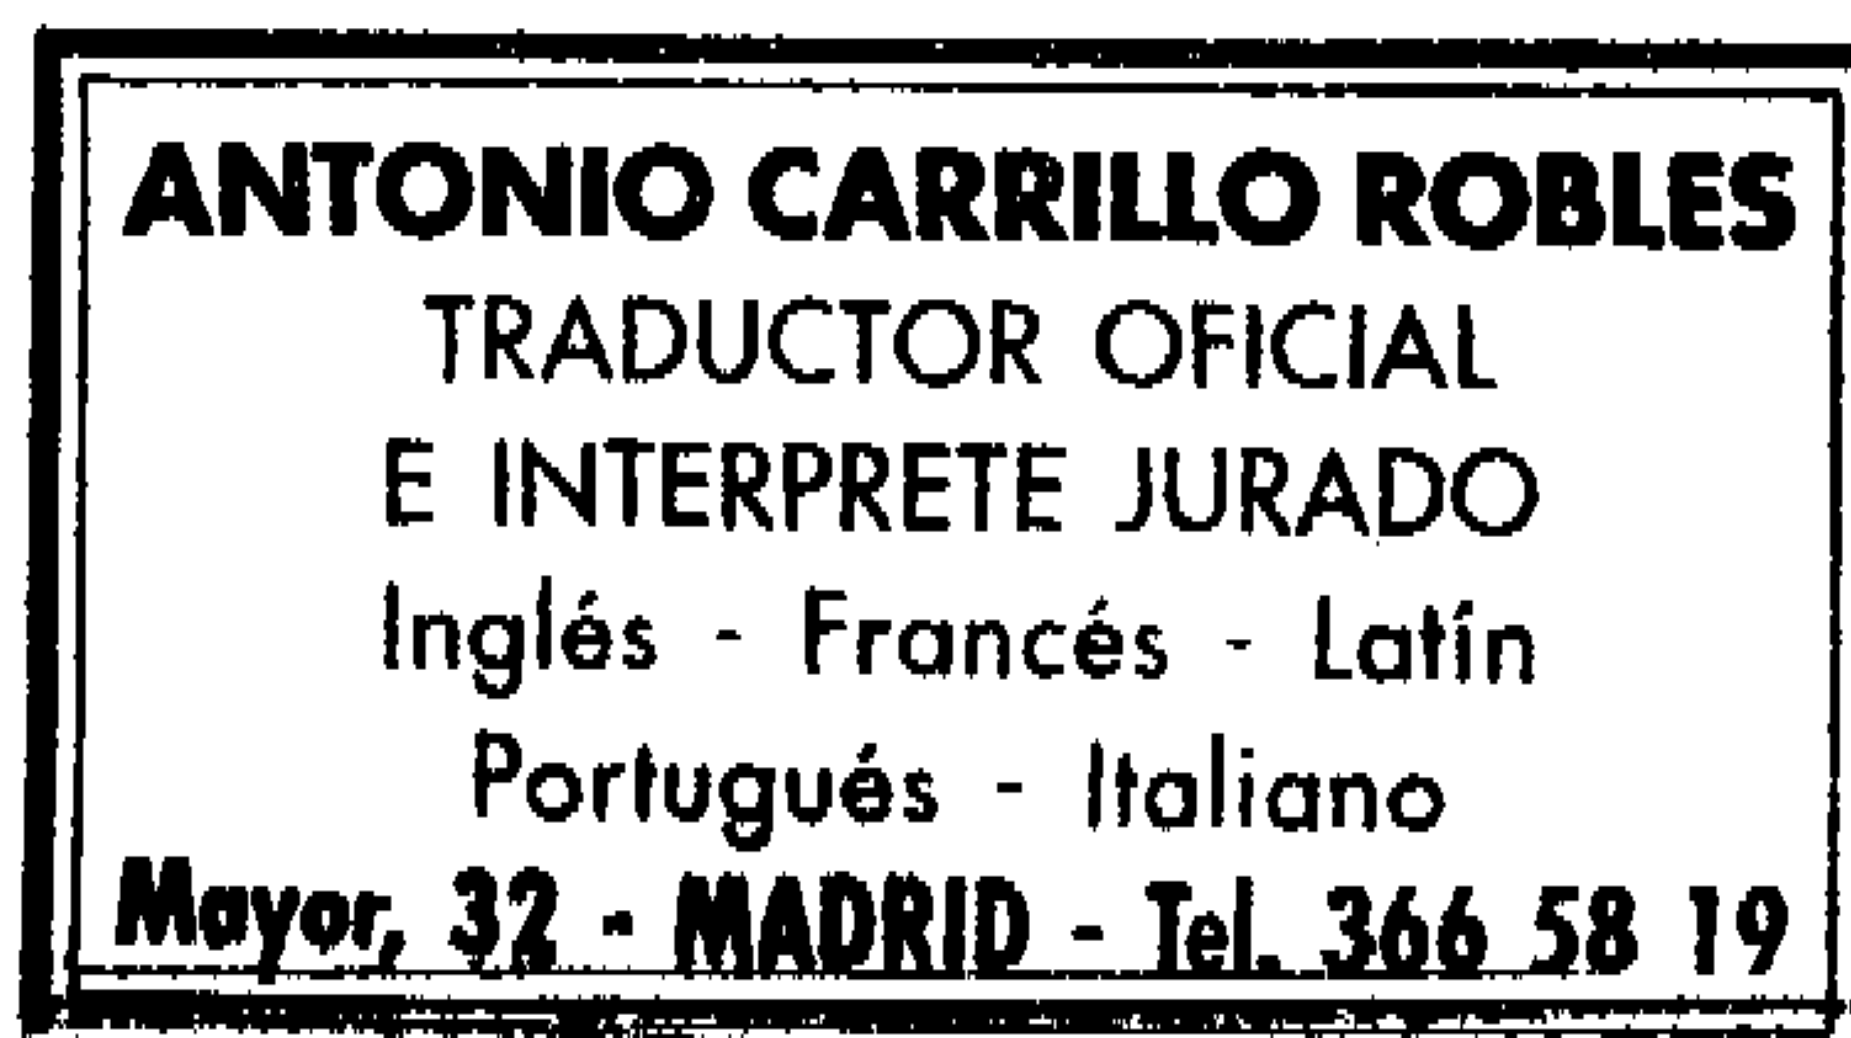 ANTONIO CARRILLO ROBLES
TRADUCTOR OFICIAL
E INTERPRETE JURADO
Inglés - Francés - Latín
Portugués - Italiano
Mayor, 32 - MADRID - Tel. 366 58 19